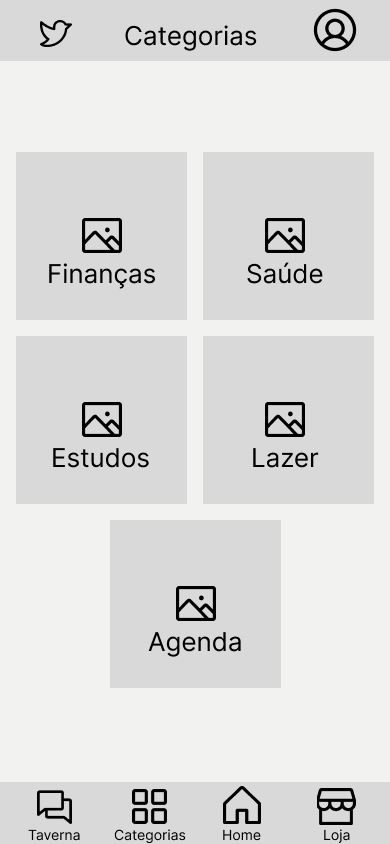 Categorias
Finanças
Saúde
Estudos
Lazer
Agenda
Taverna
Categorias
Home
Loja